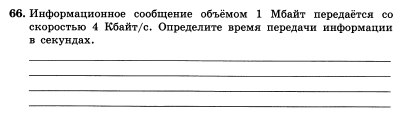 66. Информационное сообщение объёмом 1 Мбайт передаётся со
скоростью 4 Кбайт/с. Определите время передачи информации
в секундах.